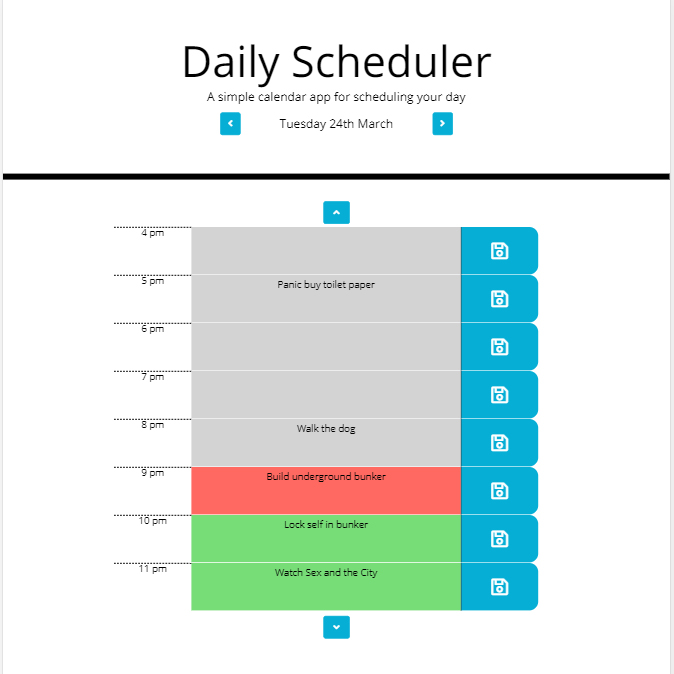 Daily Scheduler
A simple calendar app for scheduling your day
Tuesday 24th March
4 pm
5 pm
Panic buy toilet paper
6 pm
7 pm
8 pm
Walk the dog
9 pm
Build underground bunker
10 pm
Lock self in bunker
11 pm
Watch Sex and the City